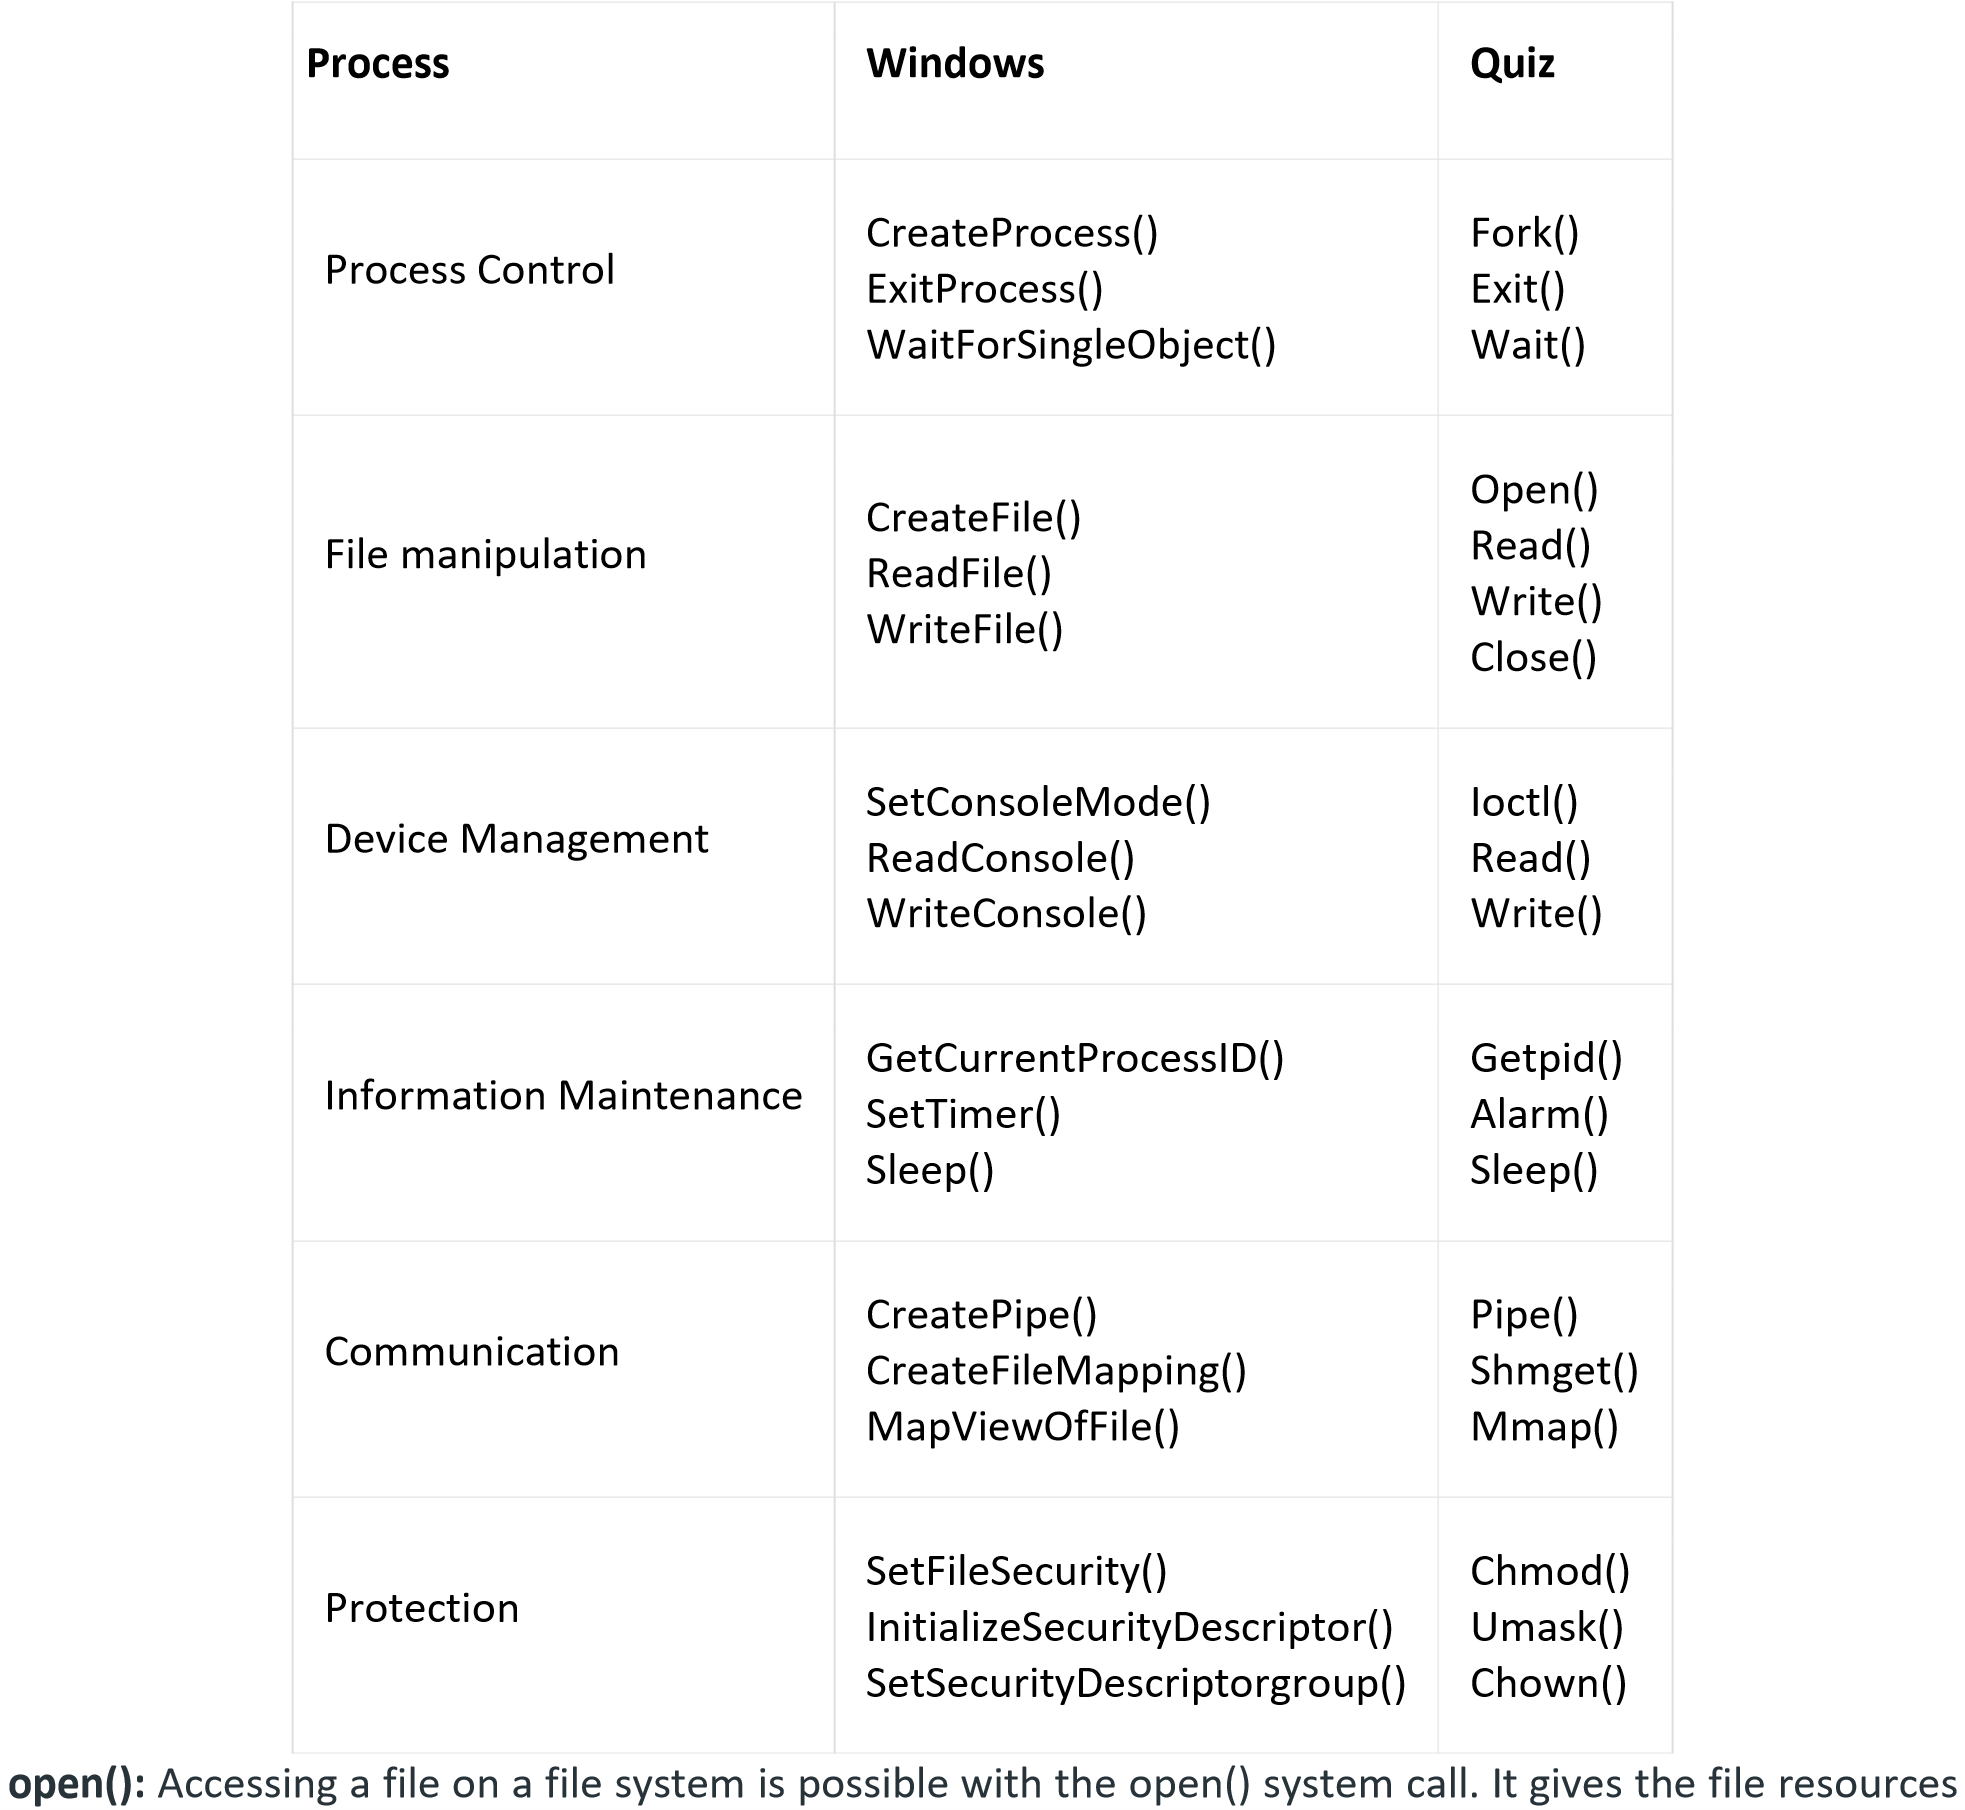 Process Windows Quiz
Process Control
CreateProcess()
ExitProcess()
WaitForSingleObject()
Fork()
Exit()
Wait()
File manipulation
CreateFile()
ReadFile()
WriteFile()
Open()
Read()
Write()
Close()
Device Management
SetConsoleMode()
ReadConsole()
WriteConsole()
Ioctl()
Read()
Write()
Information Maintenance
GetCurrentProcessID()
SetTimer()
Sleep()
Getpid()
Alarm()
Sleep()
Communication
CreatePipe()
CreateFileMapping()
MapViewOfFile()
Pipe()
Shmget()
Mmap()
Protection
SetFileSecurity()
InitializeSecurityDescriptor()
SetSecurityDescriptorgroup()
Chmod()
Umask()
Chown()
open(): Accessing a file on a file system is possible with the open() system call. It gives the file resources